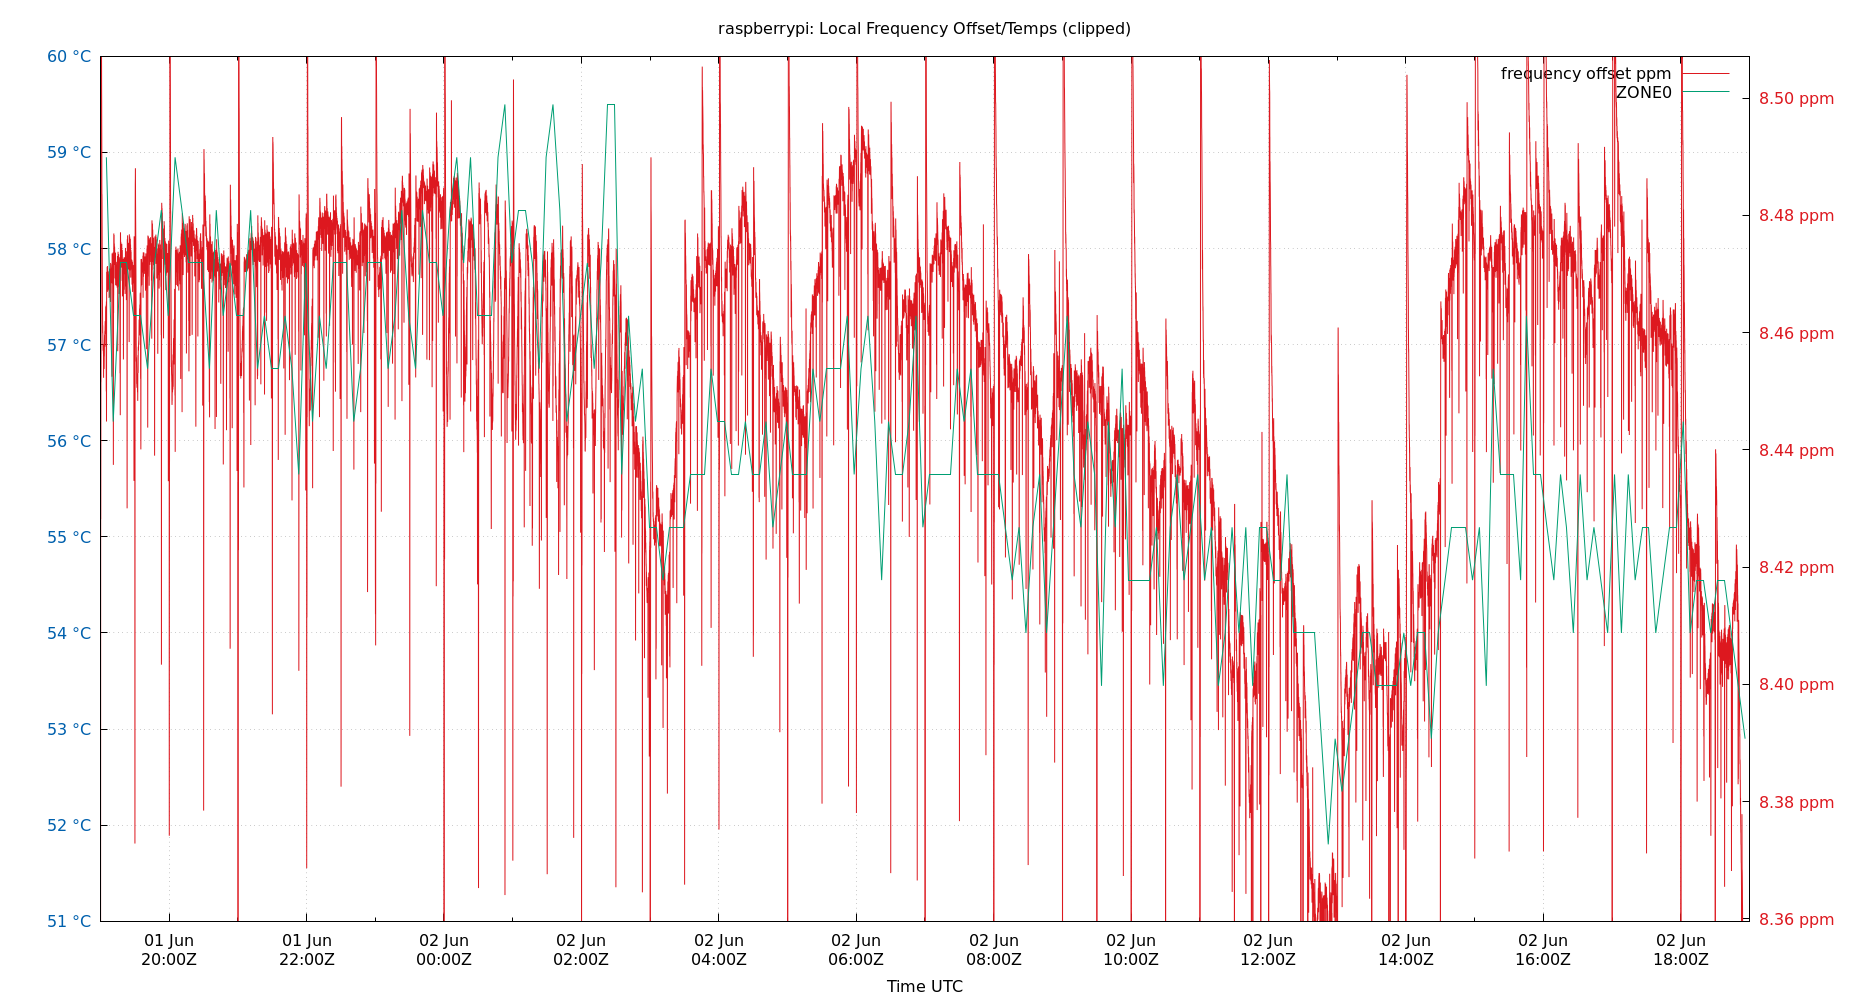 raspberrypi: Local Frequency Offset/Temps (clipped)
60 °C
59 °C
58 °C
57 °C
56 °C
55 °C
54 °C
53 °C
52 °C
51 °C
frequency offset ppm
ZONE0
8.50 ppm
8.48 ppm
8.46 ppm
8.44 ppm
8.42 ppm
8.40 ppm
8.38 ppm
8.36 ppm
01 Jun 01 Jun 02 Jun 02 Jun 02 Jun 02 Jun 02 Jun 02 Jun 02 Jun 02 Jun 02 Jun 02 Jun
20:00Z 22:00Z 00:00Z 02:00Z 04:00Z 06:00Z 08:00Z 10:00Z 12:00Z 14:00Z 16:00Z 18:00Z
Time UTC